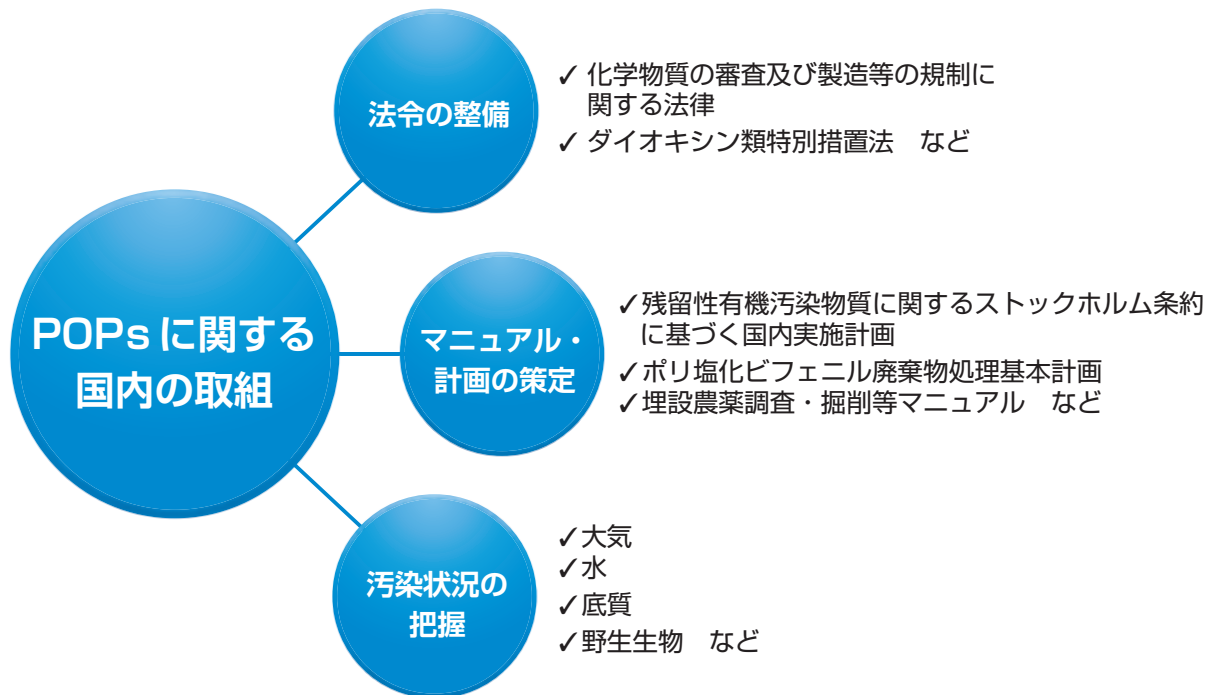 法令の整備
✓ 化学物質の審査及び製造等の規制に
関する法律
✓ ダイオキシン類特別措置法　など
POPsに関する
国内の取組
マニュアル・
計画の策定
✓残留性有機汚染物質に関するストックホルム条約
に基づく国内実施計画
✓ポリ塩化ビフェニル廃棄物処理基本計画
✓埋設農薬調査・掘削等マニュアル　など
汚染状況の
把握
✓大気
✓水
✓底質
✓野生生物　など